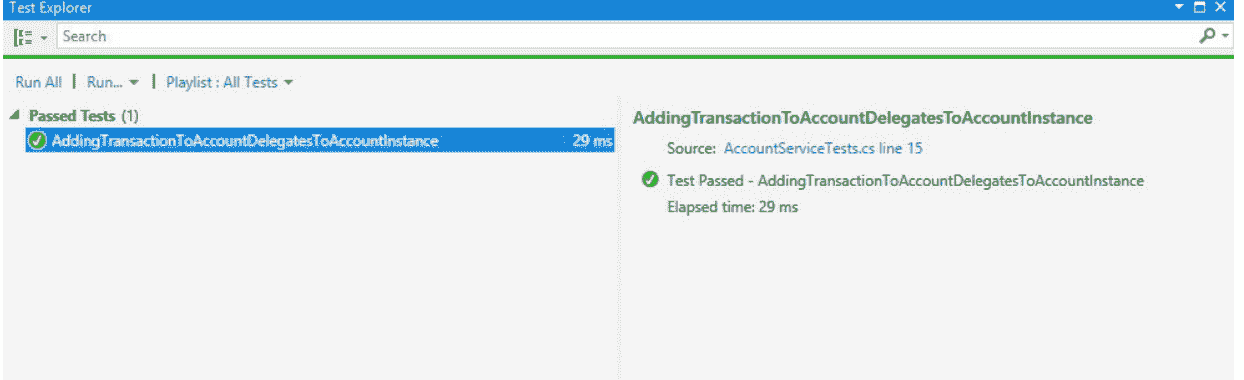 Test Explorer
Search
Run All | Run... | Playlist : All Tests
Passed Tests (1)
AddingTransactionToAccountDelegatesToAccountInstance 29 ms
AddingTransactionToAccountDelegatesToAccountInstance
Source: AccountServiceTests.cs line 15
Test Passed - AddingTransactionToAccountDelegatesToAccountInstance
Elapsed time: 29 ms